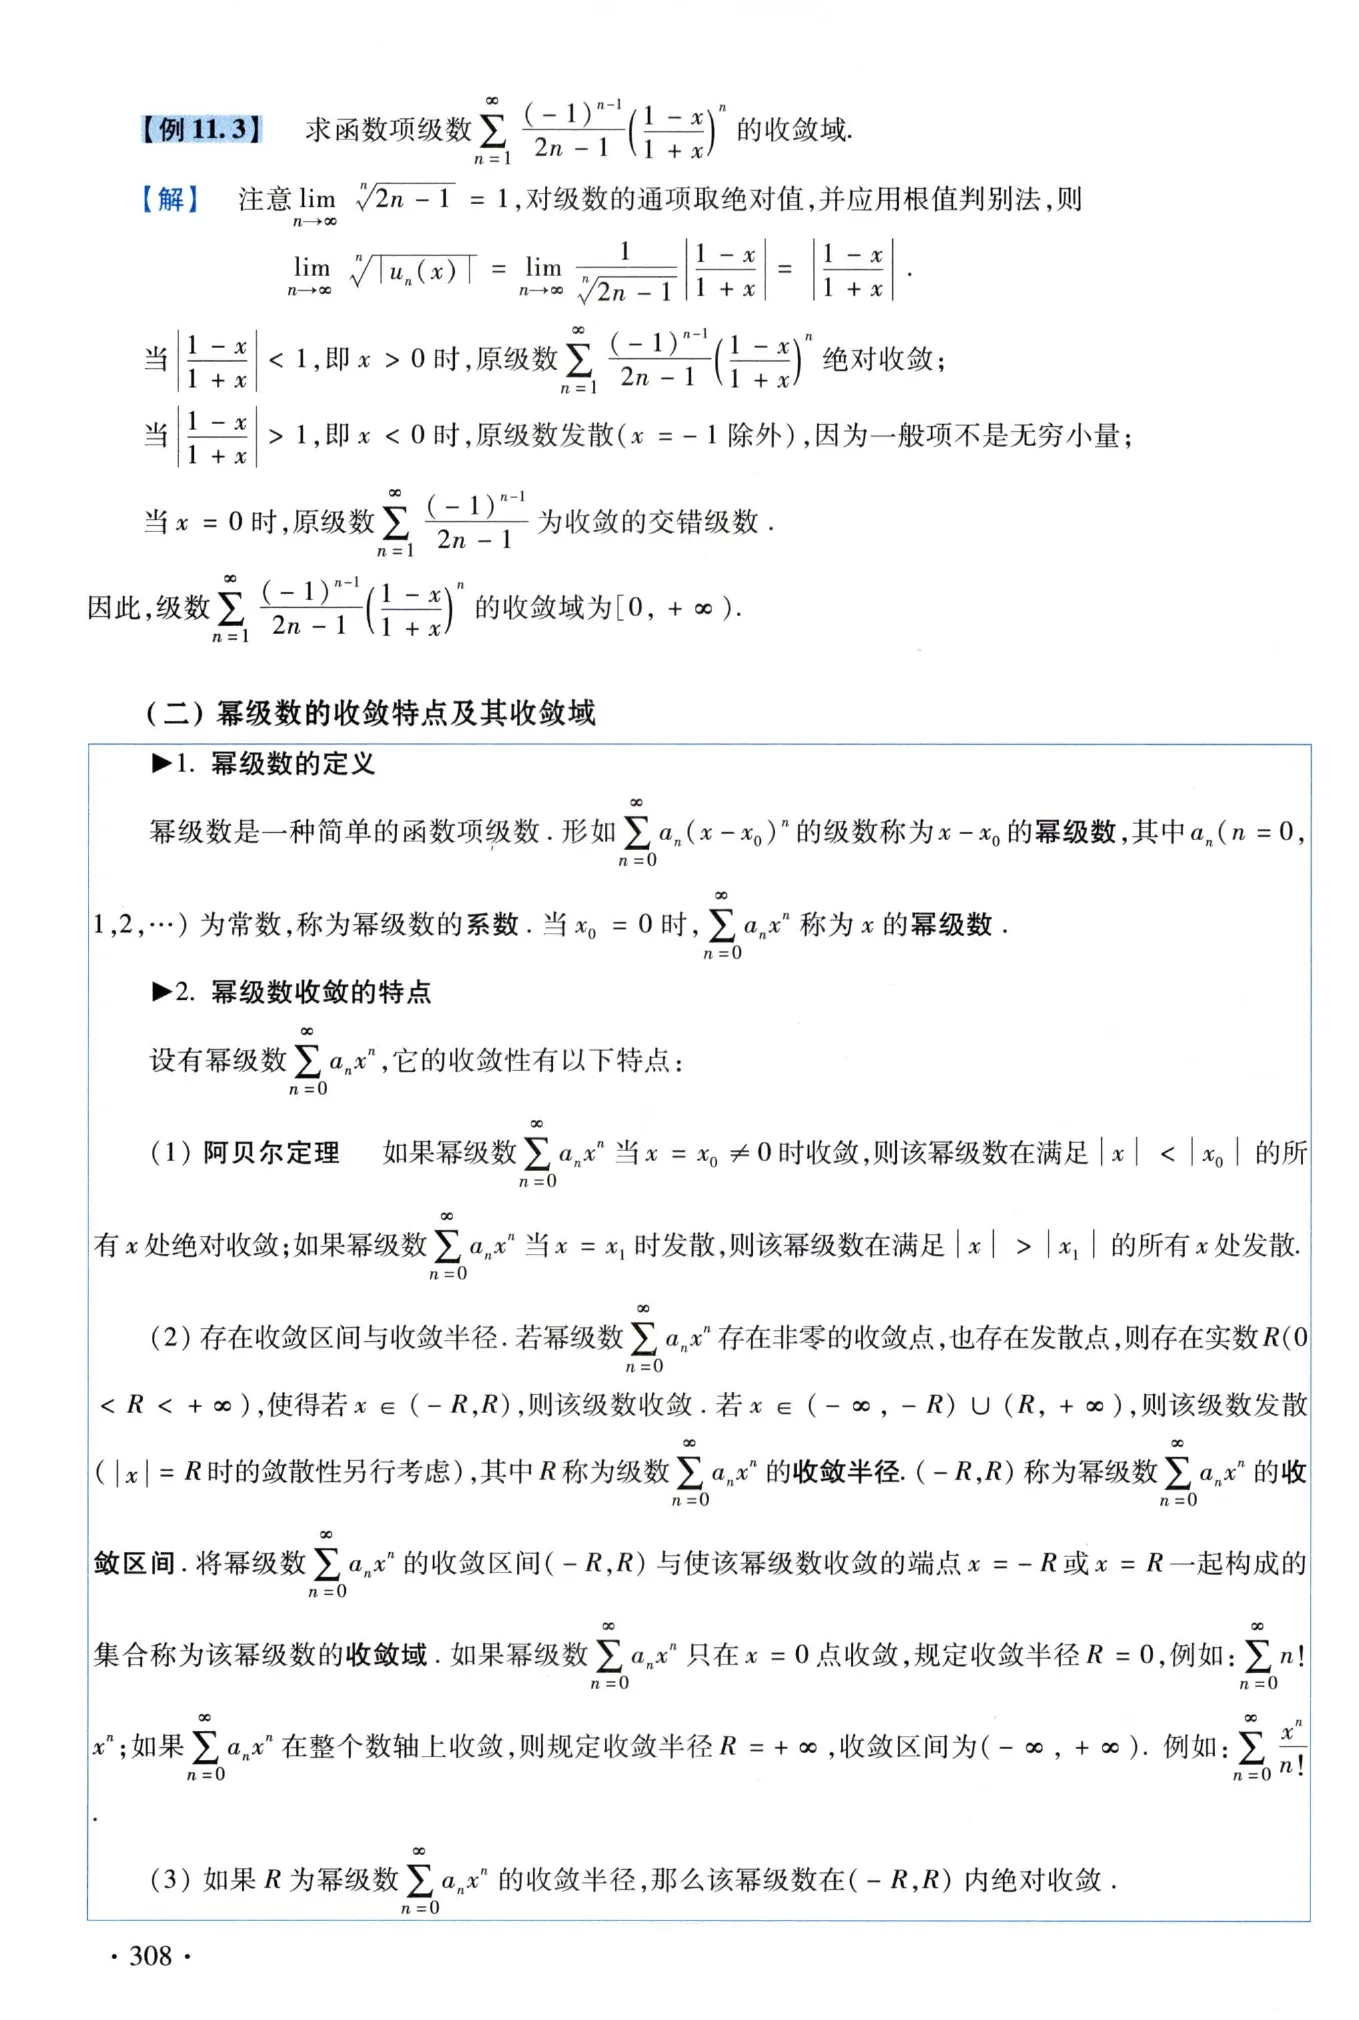 【例11.3】 求函数项级数$\sum_{n=1}^{\infty}\frac{(-1)^{n-1}}{2n-1}\left(\frac{1-x}{1+x}\right)^n$的收敛域.
【解】 注意$\lim_{n\to\infty}\sqrt[n]{2n-1}=1$,对级数的通项取绝对值,并应用根值判别法,则
$\lim_{n\to\infty}\sqrt[n]{|u_n(x)|}=\lim_{n\to\infty}\frac{1}{\sqrt[n]{2n-1}}\left|\frac{1-x}{1+x}\right|=\left|\frac{1-x}{1+x}\right|.$
当$\left|\frac{1-x}{1+x}\right|<1$,即$x>0$时,原级数$\sum_{n=1}^{\infty}\frac{(-1)^{n-1}}{2n-1}\left(\frac{1-x}{1+x}\right)^n$绝对收敛;
当$\left|\frac{1-x}{1+x}\right|>1$,即$x<0$时,原级数发散($x=-1$除外),因为一般项不是无穷小量;
当$x=0$时,原级数$\sum_{n=1}^{\infty}\frac{(-1)^{n-1}}{2n-1}$为收敛的交错级数.
因此,级数$\sum_{n=1}^{\infty}\frac{(-1)^{n-1}}{2n-1}\left(\frac{1-x}{1+x}\right)^n$的收敛域为$[0,+\infty)$.
(二) 幂级数的收敛特点及其收敛域
▶1. 幂级数的定义
幂级数是一种简单的函数项级数.形如$\sum_{n=0}^{\infty}a_n(x-x_0)^n$的级数称为$x-x_0$的幂级数,其中$a_n(n=0,$
1,2,…)为常数,称为幂级数的系数.当$x_0=0$时,$\sum_{n=0}^{\infty}a_nx^n$称为$x$的幂级数.
▶2. 幂级数收敛的特点
设有幂级数$\sum_{n=0}^{\infty}a_nx^n$,它的收敛性有以下特点:
(1) 阿贝尔定理 如果幂级数$\sum_{n=0}^{\infty}a_nx^n$当$x=x_0\neq0$时收敛,则该幂级数在满足$|x|<|x_0|$的所
有$x$处绝对收敛;如果幂级数$\sum_{n=0}^{\infty}a_nx^n$当$x=x_1$时发散,则该幂级数在满足$|x|>|x_1|$的所有$x$处发散.
(2) 存在收敛区间与收敛半径.若幂级数$\sum_{n=0}^{\infty}a_nx^n$存在非零的收敛点,也存在发散点,则存在实数$R(0$
$<R<+\infty)$,使得若$x\in(-R,R)$,则该级数收敛.若$x\in(-\infty,-R)\cup(R,+\infty)$,则该级数发散
($|x|=R$时的敛散性另行考虑),其中$R$称为级数$\sum_{n=0}^{\infty}a_nx^n$的收敛半径.$(-R,R)$称为幂级数$\sum_{n=0}^{\infty}a_nx^n$的收
敛区间.将幂级数$\sum_{n=0}^{\infty}a_nx^n$的收敛区间$(-R,R)$与使该幂级数收敛的端点$x=-R$或$x=R$一起构成的
集合称为该幂级数的收敛域.如果幂级数$\sum_{n=0}^{\infty}a_nx^n$只在$x=0$点收敛,规定收敛半径$R=0$,例如:$\sum_{n=0}^{\infty}n!$
$x^n$;如果$\sum_{n=0}^{\infty}a_nx^n$在整个数轴上收敛,则规定收敛半径$R=+\infty$,收敛区间为$(-\infty,+\infty)$. 例如:$\sum_{n=0}^{\infty}\frac{x^n}{n!}$
.
(3) 如果$R$为幂级数$\sum_{n=0}^{\infty}a_nx^n$的收敛半径,那么该幂级数在$(-R,R)$内绝对收敛.
· 308 ·